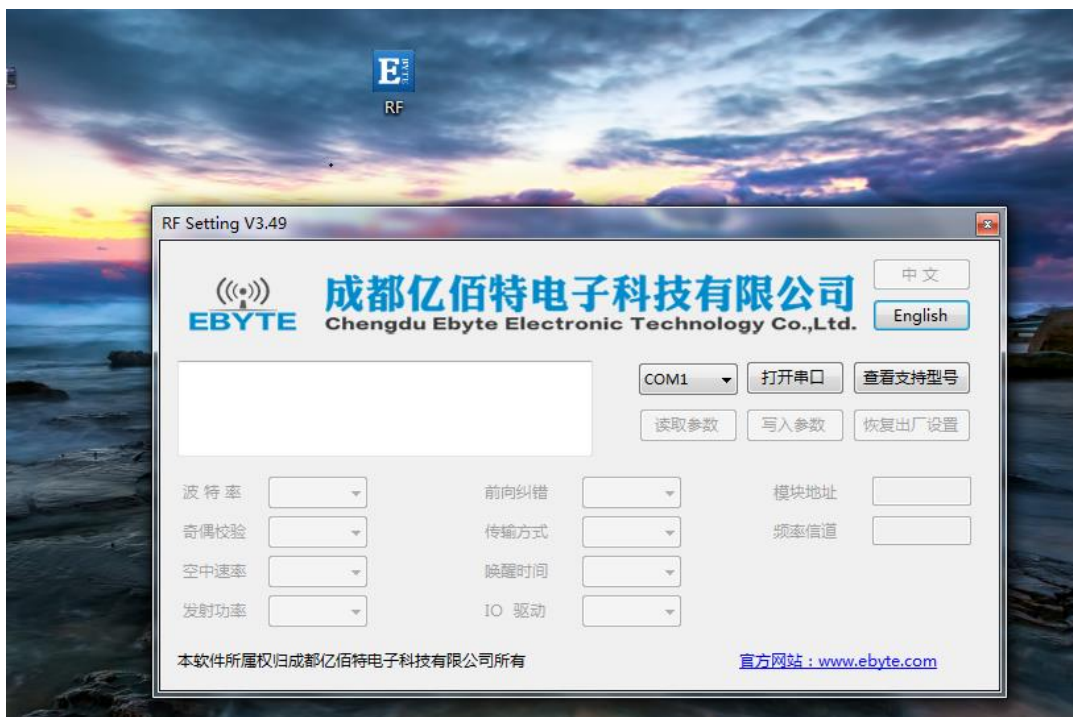 E EBYTE
RF
RF Setting V3.49
EBYTE
成都亿佰特电子科技有限公司
Chengdu Ebyte Electronic Technology Co.,Ltd.
中 文
English
COM1 打开串口 查看支持型号
读取参数 写入参数 恢复出厂设置
波 特 率 前向纠错 模块地址
奇偶校验 传输方式 频率信道
空中速率 唤醒时间
发射功率 IO 驱动
本软件所属权归成都亿佰特电子科技有限公司所有 官方网站：www.ebyte.com